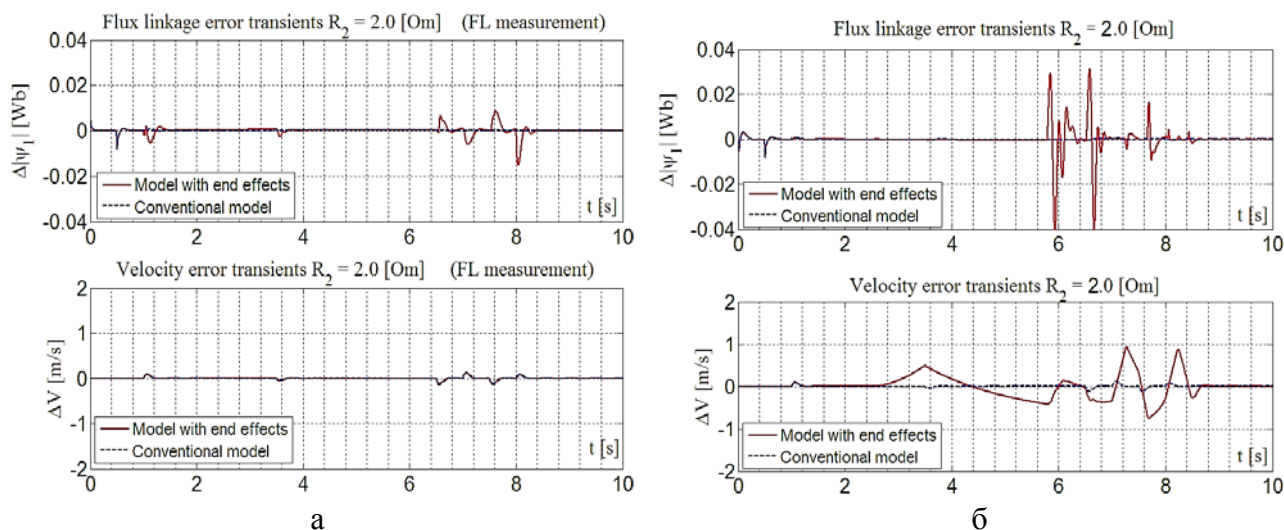 Flux linkage error transients R2 = 2.0 [Om] (FL measurement)
0.04
0.02
0
-0.02
-0.04
Δ|ψ1| [Wb]
Model with end effects
Conventional model
t [s]
0 2 4 6 8 10
Velocity error transients R2 = 2.0 [Om] (FL measurement)
2
1
0
-1
-2
ΔV [m/s]
Model with end effects
Conventional model
t [s]
0 2 4 6 8 10
а
Flux linkage error transients R2 = 2.0 [Om]
0.04
0.02
0
-0.02
-0.04
Δ|ψ1| [Wb]
Model with end effects
Conventional model
t [s]
0 2 4 6 8 10
Velocity error transients R2 = 2.0 [Om]
2
1
0
-1
-2
ΔV [m/s]
Model with end effects
Conventional model
t [s]
0 2 4 6 8 10
б